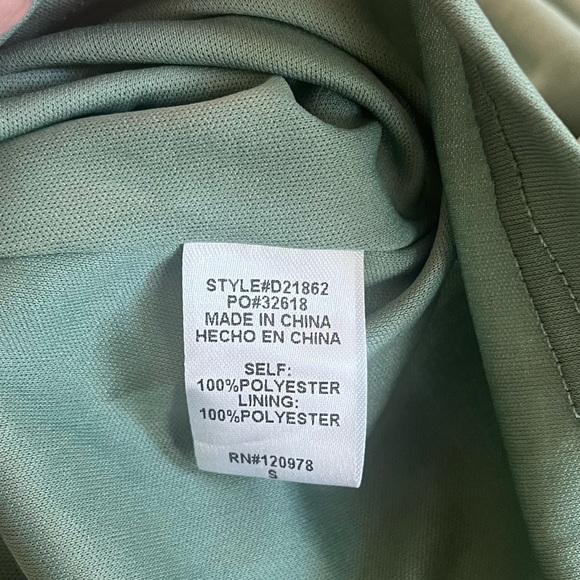 STYLE#D21862
PO#32618
MADE IN CHINA
HECHO EN CHINA
SELF:
100%POLYESTER
LINING:
100%POLYESTER
RN#120978
S